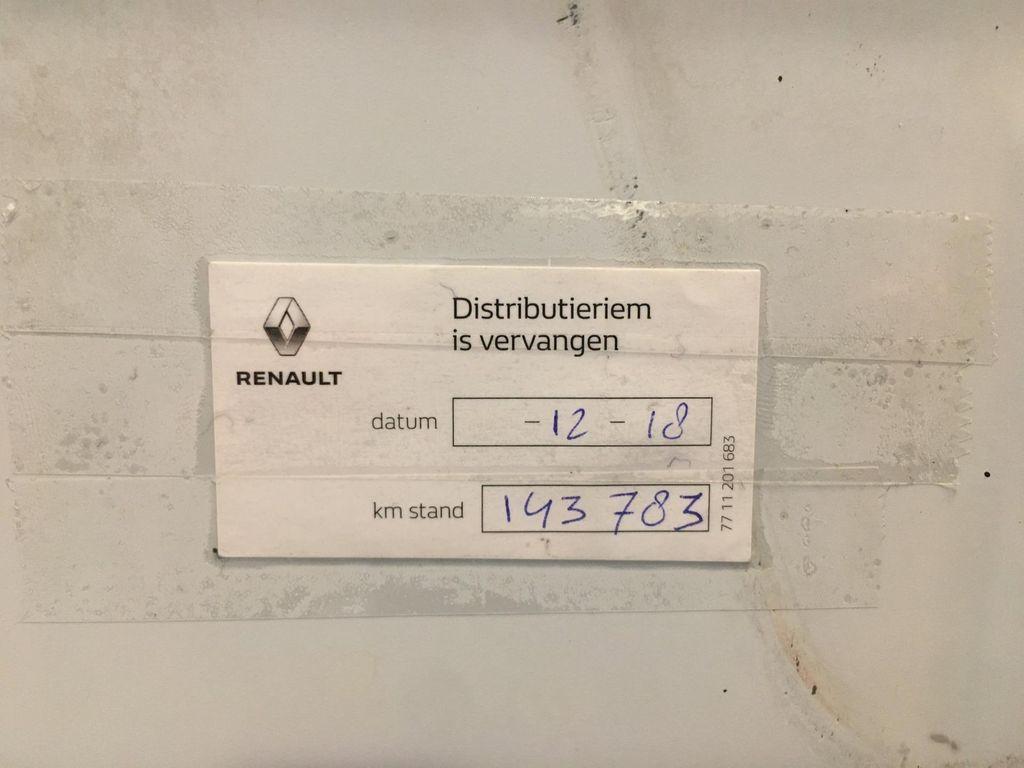 RENAULT
Distributieriem
is vervangen
datum -12-18
km stand 143 783
77 11 201 683